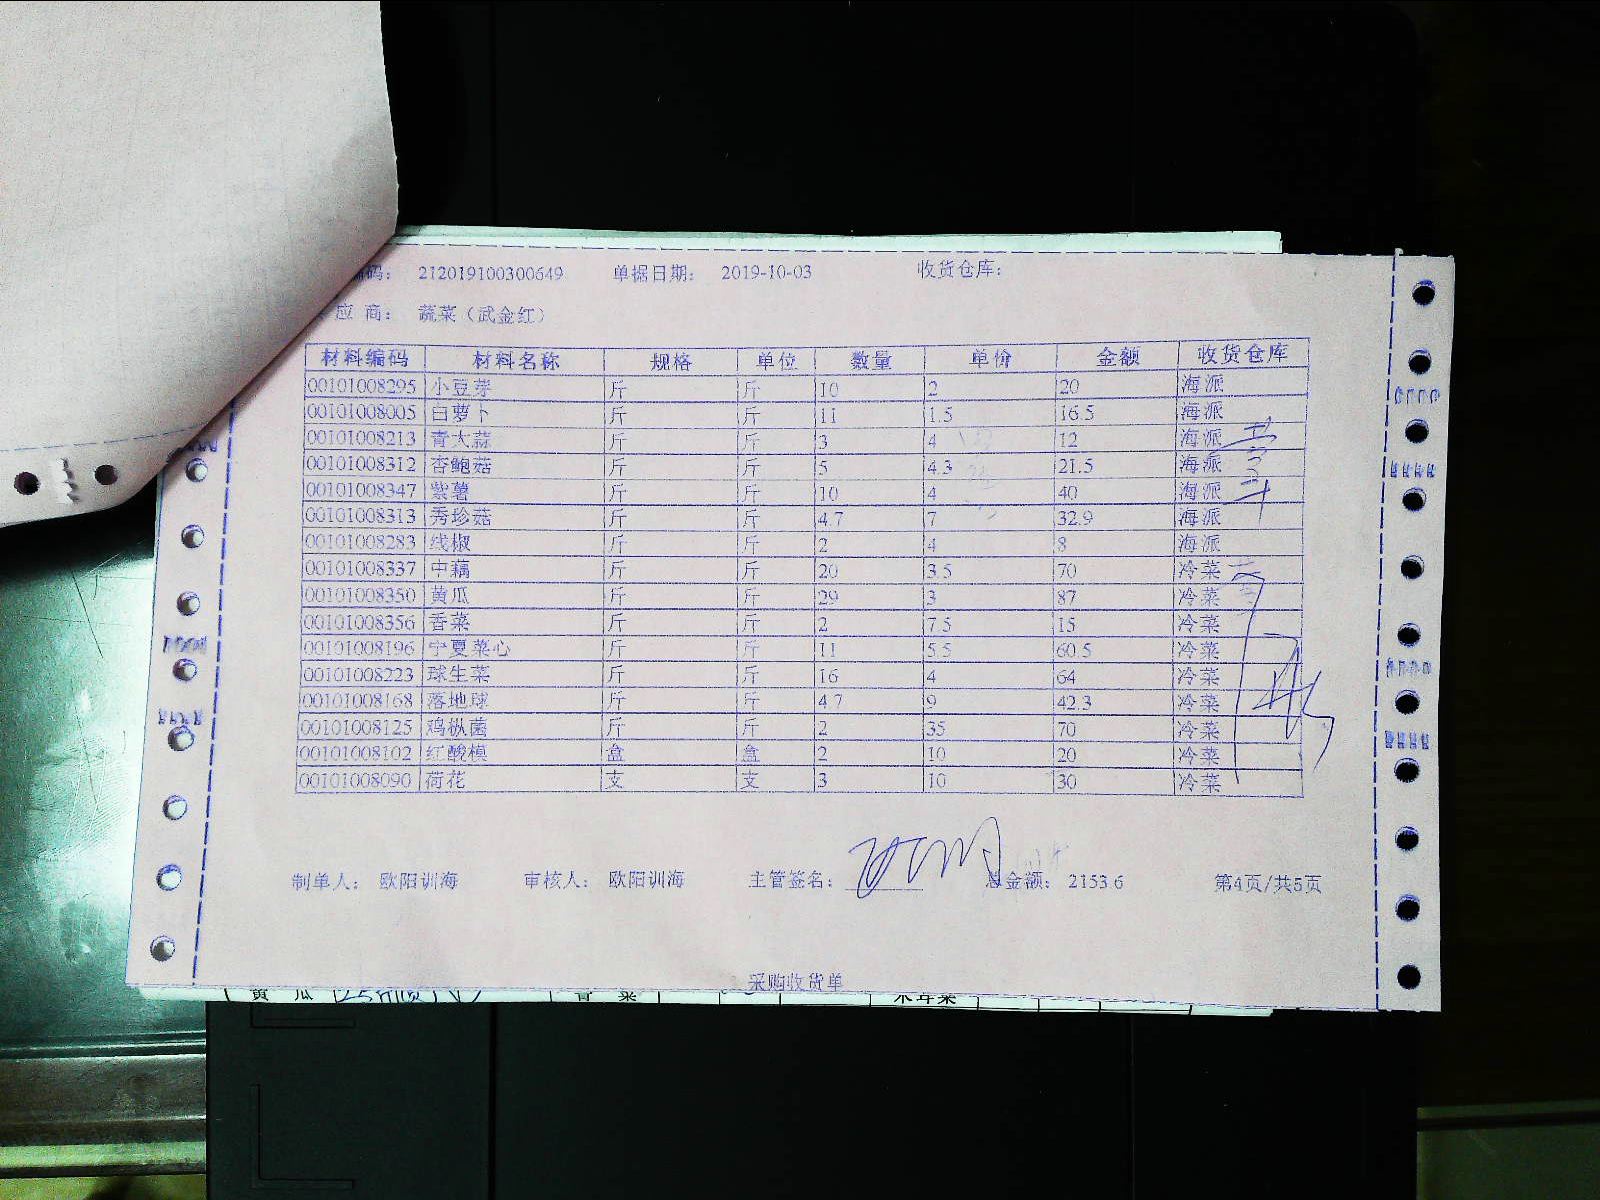 编码： 212019100300649 单据日期： 2019-10-03 收货仓库：
应 商： 蔬菜（武金红）
材料编码 材料名称 规格 单位 数量 单价 金额 收货仓库
00101008295 小豆芽 斤 斤 10 2 20 海派
00101008005 白萝卜 斤 斤 11 1.5 16.5 海派
00101008213 青大蒜 斤 斤 3 4 12 海派
00101008312 杏鲍菇 斤 斤 5 4.3 21.5 海派
00101008347 紫薯 斤 斤 10 4 40 海派
00101008313 秀珍菇 斤 斤 4.7 7 32.9 海派
00101008283 线椒 斤 斤 2 4 8 海派
00101008337 中藕 斤 斤 20 3.5 70 冷菜
00101008350 黄瓜 斤 斤 29 3 87 冷菜
00101008356 香菜 斤 斤 2 7.5 15 冷菜
00101008196 宁夏菜心 斤 斤 11 5.5 60.5 冷菜
00101008223 球生菜 斤 斤 16 4 64 冷菜
00101008168 落地球 斤 斤 4.7 9 42.3 冷菜
00101008125 鸡枞菌 斤 斤 2 35 70 冷菜
00101008102 红酸模 盒 盒 2 10 20 冷菜
00101008090 荷花 支 支 3 10 30 冷菜
制单人： 欧阳训海 审核人： 欧阳训海 主管签名： 总金额： 2153.6 第4页/共5页
采购收货单
黄 瓜